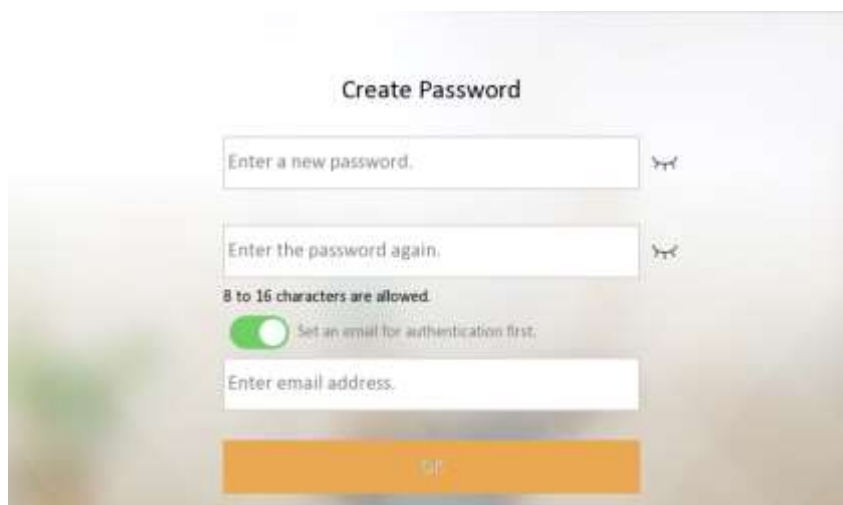 Create Password
Enter a new password.
Enter the password again.
8 to 16 characters are allowed.
Set an email for authentication first.
Enter email address.